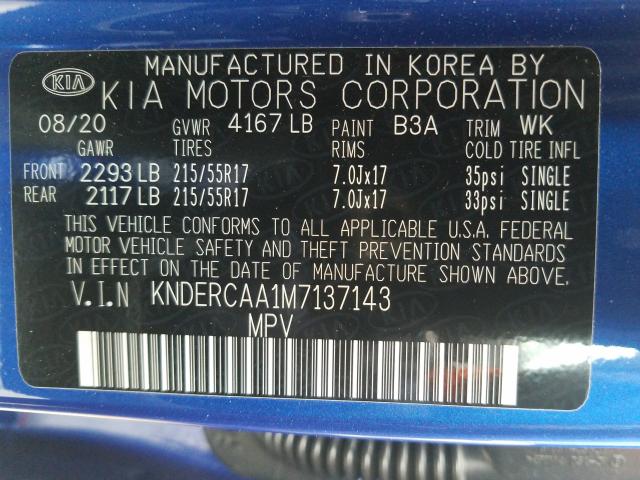 MANUFACTURED IN KOREA BY
KIA KIA MOTORS CORPORATION
08/20 GVWR 4167 LB PAINT B3A TRIM WK
GAWR TIRES RIMS COLD TIRE INFL
FRONT 2293 LB 215/55R17 7.0Jx17 35psi SINGLE
REAR 2117 LB 215/55R17 7.0Jx17 33psi SINGLE
THIS VEHICLE CONFORMS TO ALL APPLICABLE U.S.A. FEDERAL
MOTOR VEHICLE SAFETY AND THEFT PREVENTION STANDARDS
IN EFFECT ON THE DATE OF MANUFACTURE SHOWN ABOVE.
V.I.N KNDERCAA1M7137143
MPV